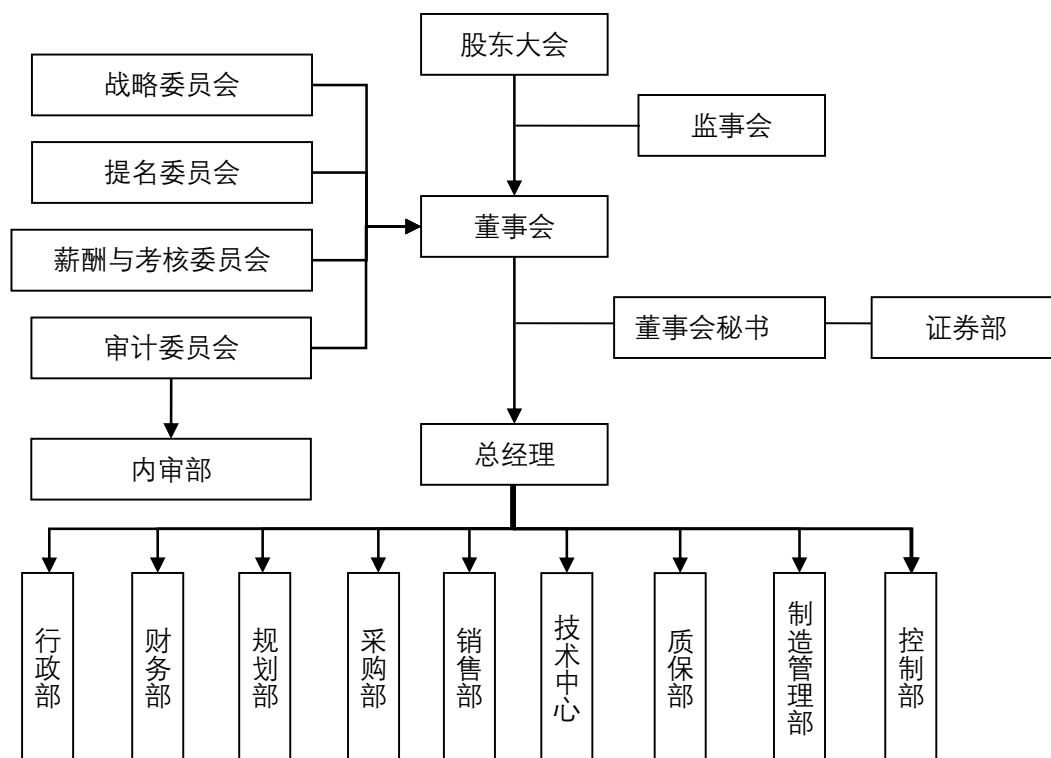 股东大会
战略委员会
监事会
提名委员会
董事会
薪酬与考核委员会
董事会秘书
证券部
审计委员会
总经理
内审部
行政部
财务部
规划部
采购部
销售部
技术中心
质保部
制造管理部
控制部